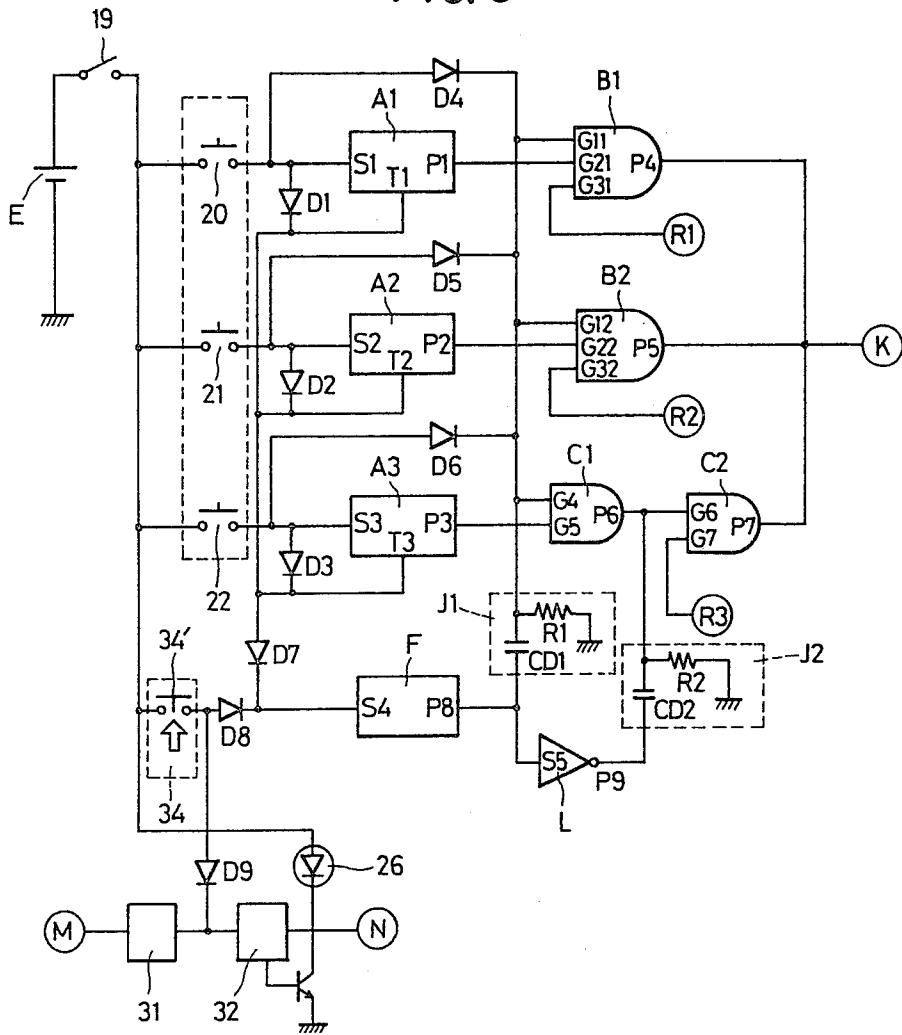 19
D4
A1
B1
S1 P1
T1
G11
G21 P4
G31
E
20
D1
R1
D5
A2
B2
S2 P2
T2
G12
G22 P5
G32
K
21
D2
R2
D6
A3
C1
C2
S3 P3
T3
G4 P6
G5
G6 P7
G7
22
D3
J1
R1
CD1
R3
34′
D7
F
J2
R2
CD2
S4 P8
D8
S5 P9
34
L
D9
26
M
N
31
32